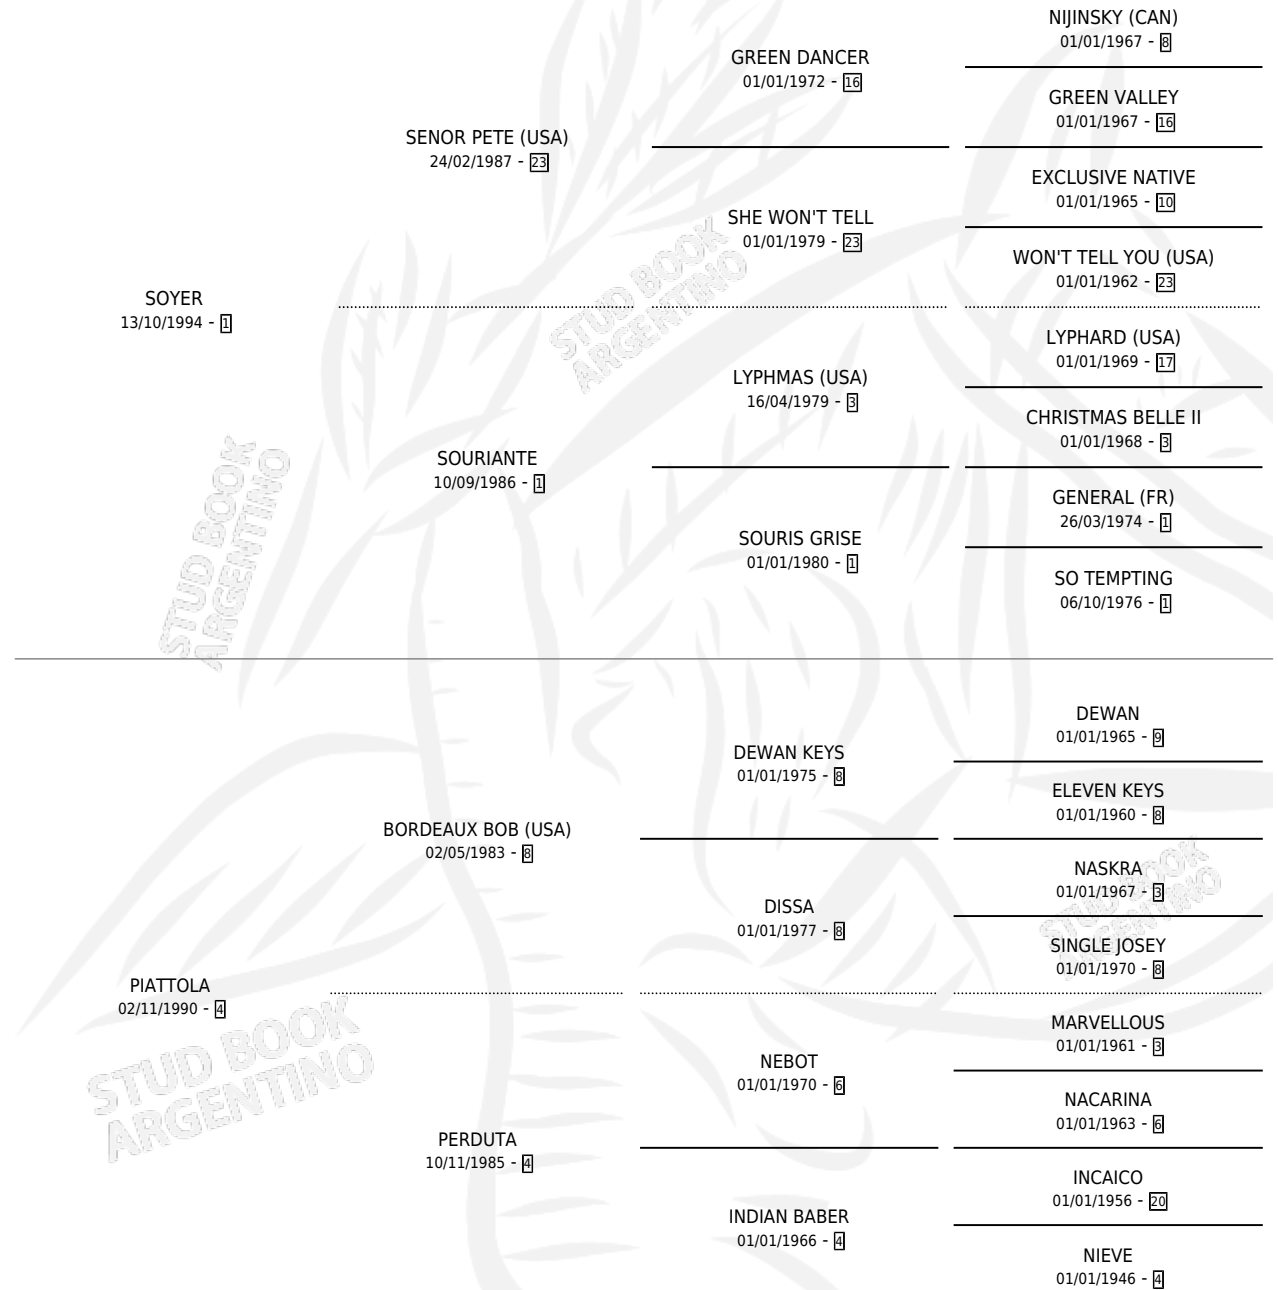 NIJINSKY (CAN)
01/01/1967 - 8
GREEN DANCER
01/01/1972 - 16
GREEN VALLEY
01/01/1967 - 16
SENOR PETE (USA)
24/02/1987 - 23
EXCLUSIVE NATIVE
01/01/1965 - 10
SHE WON'T TELL
01/01/1979 - 23
WON'T TELL YOU (USA)
01/01/1962 - 23
SOYER
13/10/1994 - 1
STUD BOOK
ARGENTINO
LYPHARD (USA)
01/01/1969 - 17
LYPHMAS (USA)
16/04/1979 - 3
CHRISTMAS BELLE II
01/01/1968 - 3
SOURIANTE
10/09/1986 - 1
GENERAL (FR)
26/03/1974 - 1
SOURIS GRISE
01/01/1980 - 1
SO TEMPTING
06/10/1976 - 1
STUD BOOK
ARGENTINO
DEWAN
01/01/1965 - 9
DEWAN KEYS
01/01/1975 - 8
ELEVEN KEYS
01/01/1960 - 8
BORDEAUX BOB (USA)
02/05/1983 - 8
NASKRA
01/01/1967 - 3
DISSA
01/01/1977 - 8
SINGLE JOSEY
01/01/1970 - 8
STUD BOOK
ARGENTINO
PIATTOLA
02/11/1990 - 4
STUD BOOK
ARGENTINO
MARVELLOUS
01/01/1961 - 3
NEBOT
01/01/1970 - 6
NACARINA
01/01/1963 - 6
PERDUTA
10/11/1985 - 4
INCAICO
01/01/1956 - 20
INDIAN BABER
01/01/1966 - 4
NIEVE
01/01/1946 - 4